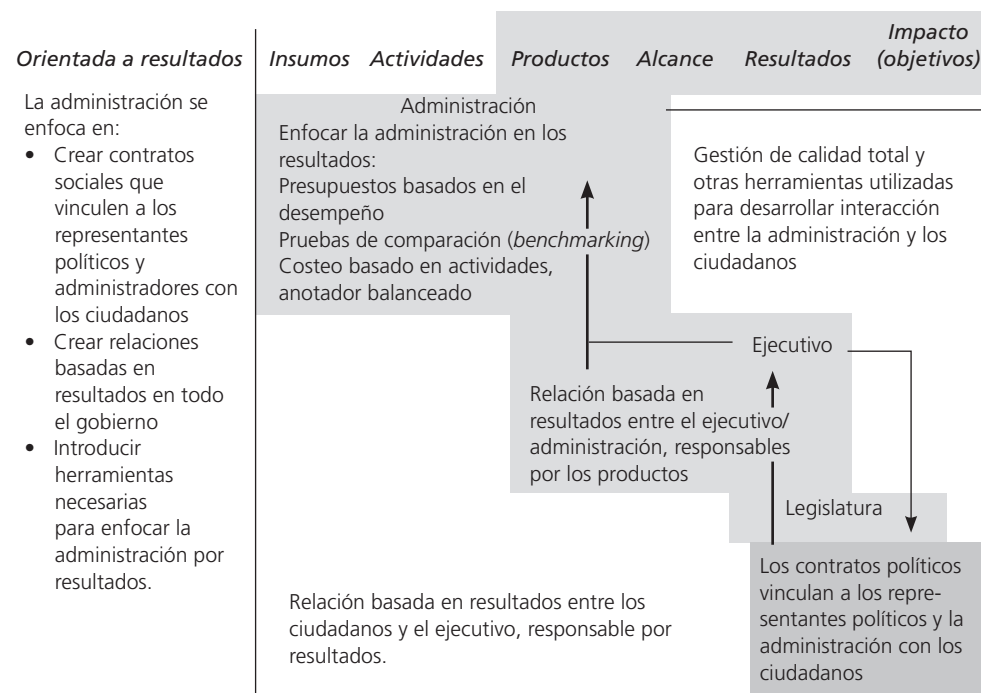 Orientada a resultados
Insumos Actividades Productos Alcance Resultados Impacto
(objetivos)
La administración se
enfoca en:
• Crear contratos
sociales que
vinculen a los
representantes
políticos y
administradores con
los ciudadanos
• Crear relaciones
basadas en
resultados en todo
el gobierno
• Introducir
herramientas
necesarias
para enfocar la
administración por
resultados.
Administración
Enfocar la administración en los
resultados:
Presupuestos basados en el
desempeño
Pruebas de comparación (benchmarking)
Costeo basado en actividades,
anotador balanceado
Gestión de calidad total y
otras herramientas utilizadas
para desarrollar interacción
entre la administración y los
ciudadanos
Ejecutivo
Relación basada en
resultados entre el ejecutivo/
administración, responsables
por los productos
Legislatura
Los contratos políticos
vinculan a los repre-
sentantes políticos y la
administración con los
ciudadanos
Relación basada en resultados entre los
ciudadanos y el ejecutivo, responsable por
resultados.